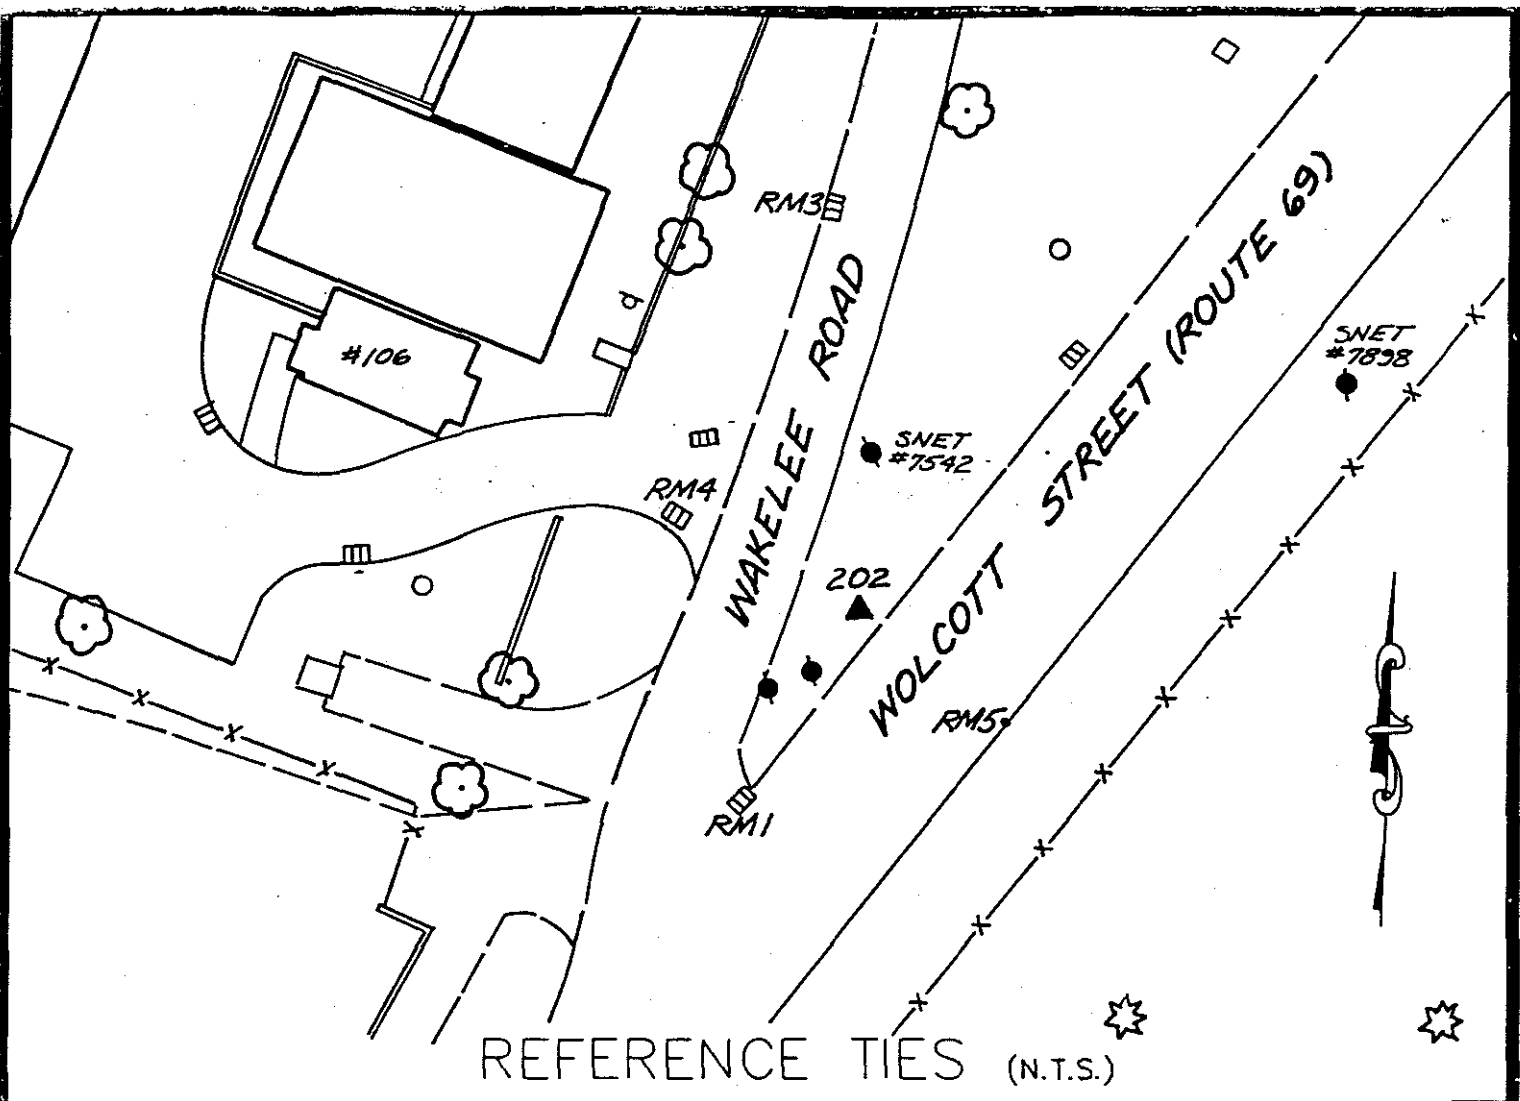 RM3
WAKELEE ROAD
WOLCOTT STREET (ROUTE 69)
#106
SNET
#7898
SNET
#7542
RM4
202
RM5
RM1
REFERENCE TIES (N.T.S.)